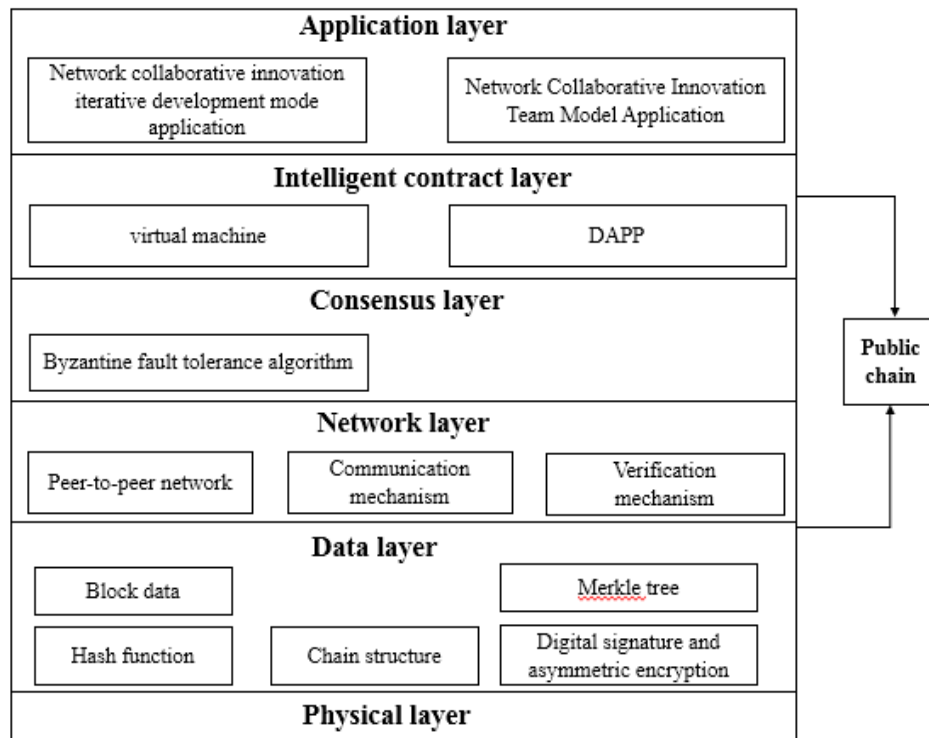 Application layer
Network collaborative innovation
iterative development mode
application
Network Collaborative Innovation
Team Model Application
Intelligent contract layer
virtual machine
DAPP
Consensus layer
Byzantine fault tolerance algorithm
Public
chain
Network layer
Peer-to-peer network
Communication
mechanism
Verification
mechanism
Data layer
Block data
Merkle tree
Hash function
Chain structure
Digital signature and
asymmetric encryption
Physical layer